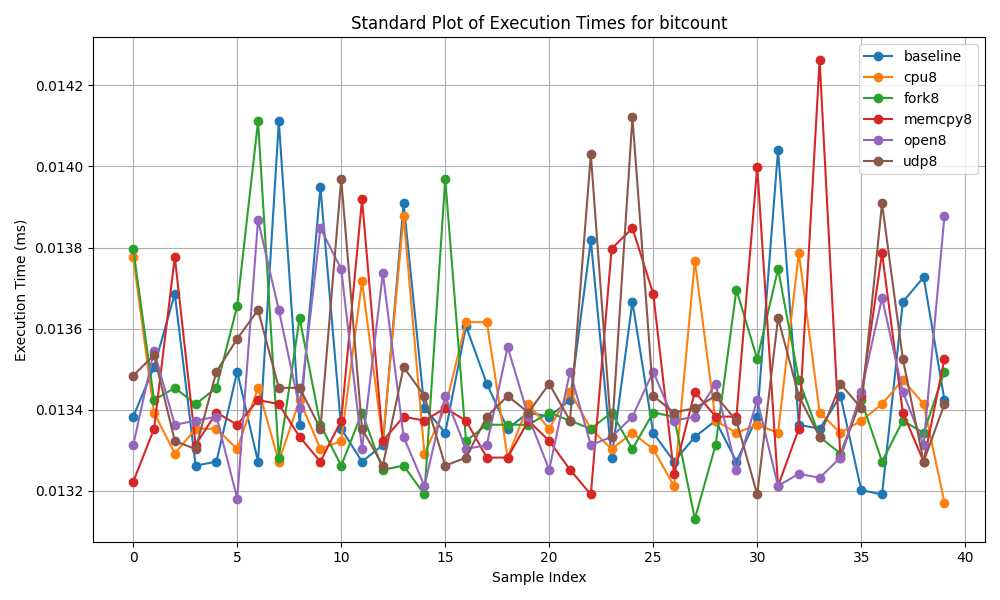 Standard Plot of Execution Times for bitcount
Execution Time (ms)
0.0142
0.0140
0.0138
0.0136
0.0134
0.0132
0 5 10 15 20 25 30 35 40
Sample Index
baseline
cpu8
fork8
memcpy8
open8
udp8